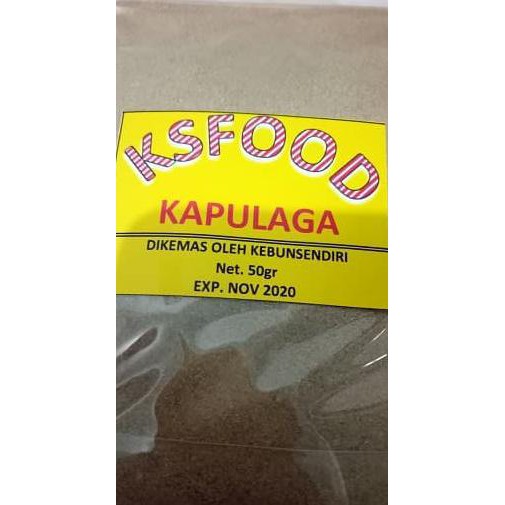 KSFOOD
KAPULAGA
DIKEMAS OLEH KEBUNSENDIRI
Net. 50gr
EXP. NOV 2020